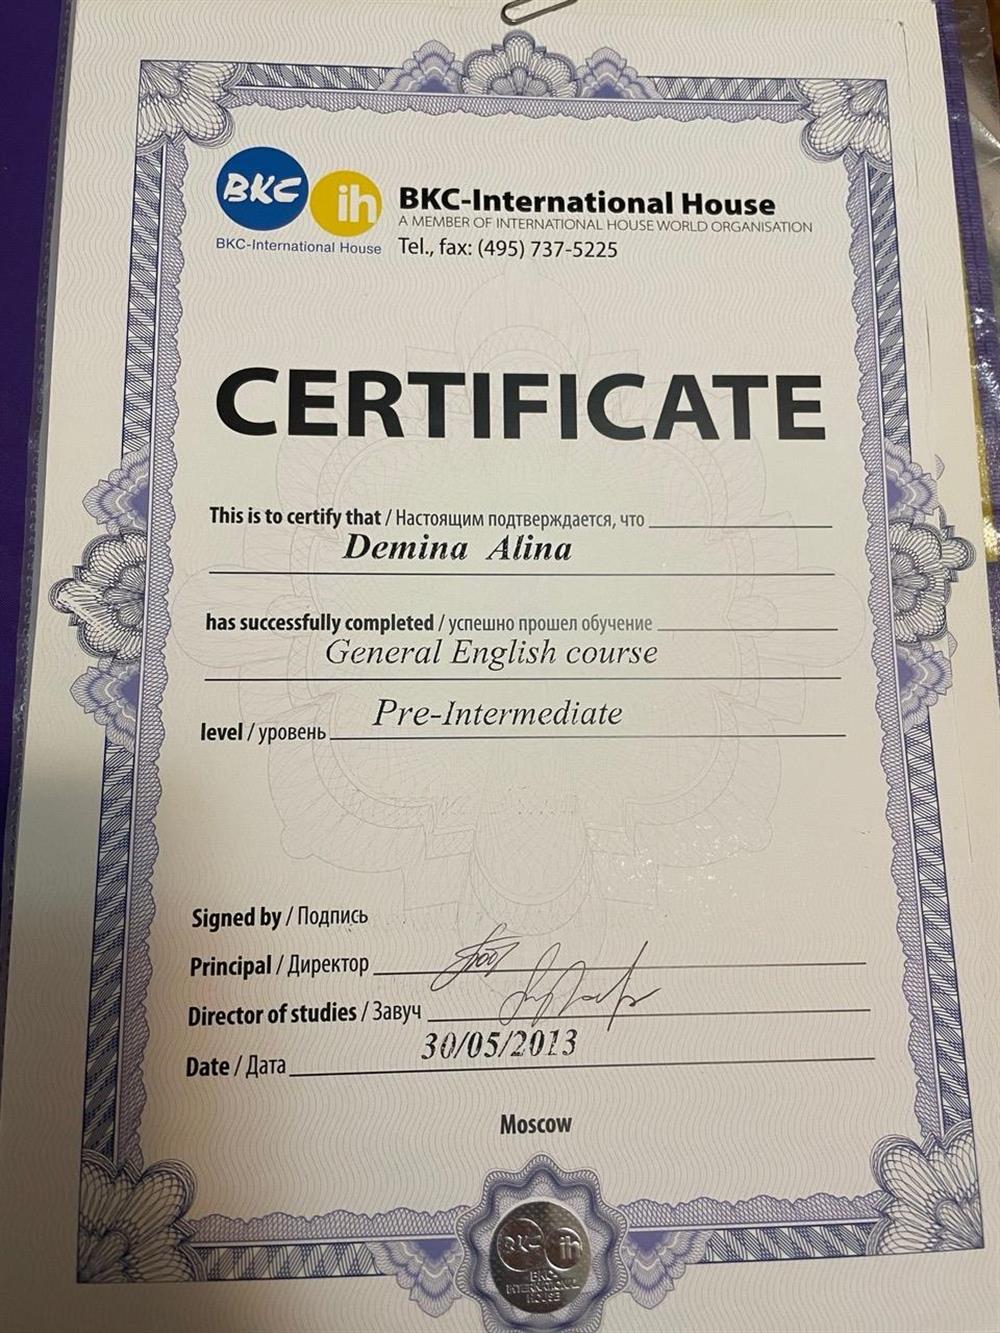 BKC ih
BKC-International House
BKC-International House
A MEMBER OF INTERNATIONAL HOUSE WORLD ORGANISATION
Tel., fax: (495) 737-5225
CERTIFICATE
This is to certify that / Настоящим подтверждается, что
Demina Alina
has successfully completed / успешно прошел обучение
General English course
Pre-Intermediate
level / уровень
Signed by / Подпись
Principal / Директор
Director of studies / Завуч
30/05/2013
Date / Дата
Moscow
BKC ih
BKC-
INTERNATIONAL
HOUSE